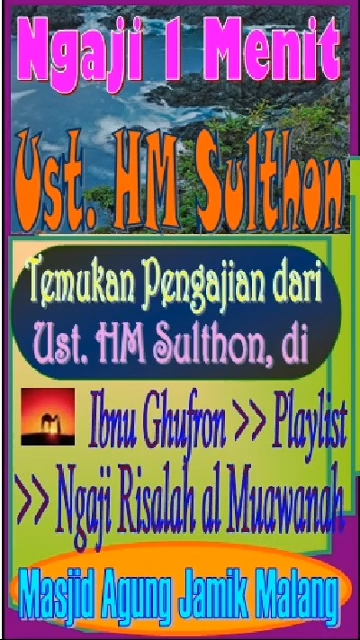 Ngaji 1 Menit
Ust. HM Sulthon
Temukan Pengajian dari
Ust. HM Sulthon, di
Ibnu Ghufron >> Playlist
>> Ngaji Risalah al Muawanah
Masjid Agung Jamik Malang